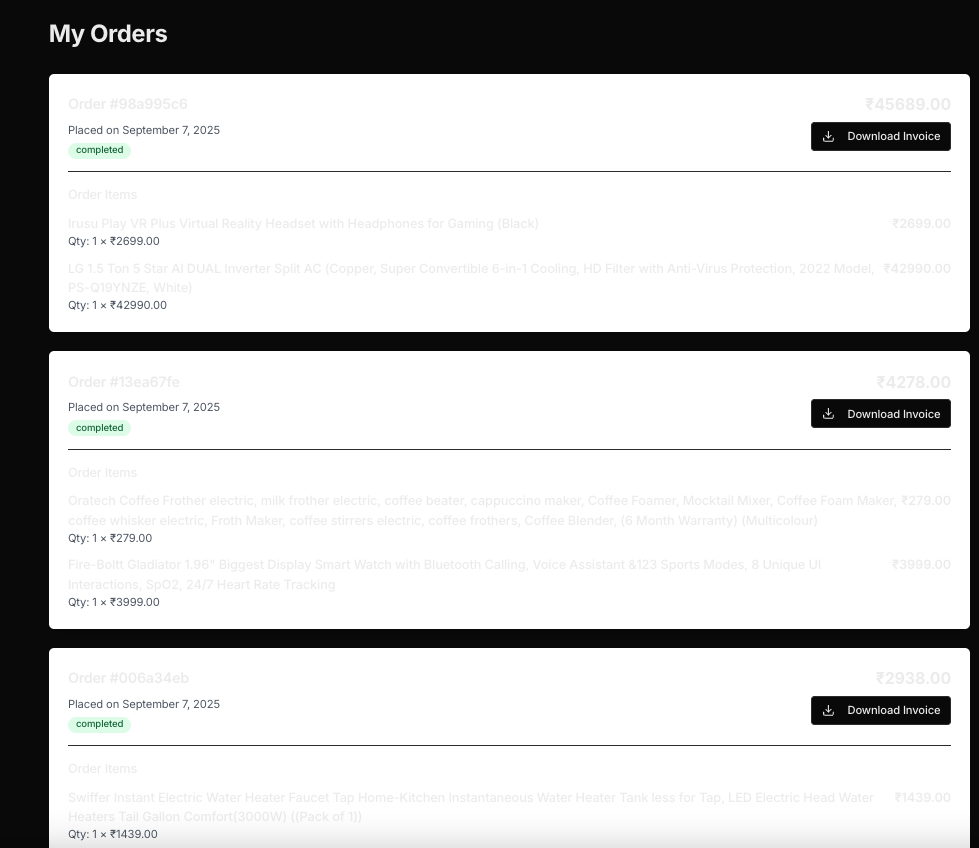 My Orders
Order #98a995c6
₹45689.00
Placed on September 7, 2025
Download Invoice
completed
Order Items
Irusu Play VR Plus Virtual Reality Headset with Headphones for Gaming (Black)
₹2699.00
Qty: 1 × ₹2699.00
LG 1.5 Ton 5 Star AI DUAL Inverter Split AC (Copper, Super Convertible 6-in-1 Cooling, HD Filter with Anti-Virus Protection, 2022 Model,
₹42990.00
PS-Q19YNZE, White)
Qty: 1 × ₹42990.00
Order #13ea67fe
₹4278.00
Placed on September 7, 2025
Download Invoice
completed
Order Items
Oratech Coffee Frother electric, milk frother electric, coffee beater, cappuccino maker, Coffee Foamer, Mocktail Mixer, Coffee Foam Maker,
₹279.00
coffee whisker electric, Froth Maker, coffee stirrers electric, coffee frothers, Coffee Blender, (6 Month Warranty) (Multicolour)
Qty: 1 × ₹279.00
Fire-Boltt Gladiator 1.96" Biggest Display Smart Watch with Bluetooth Calling, Voice Assistant &123 Sports Modes, 8 Unique UI
₹3999.00
Interactions, SpO2, 24/7 Heart Rate Tracking
Qty: 1 × ₹3999.00
Order #006a34eb
₹2938.00
Placed on September 7, 2025
Download Invoice
completed
Order Items
Swiffer Instant Electric Water Heater Faucet Tap Home-Kitchen Instantaneous Water Heater Tank less for Tap, LED Electric Head Water
₹1439.00
Heaters Tail Gallon Comfort(3000W) ((Pack of 1))
Qty: 1 × ₹1439.00